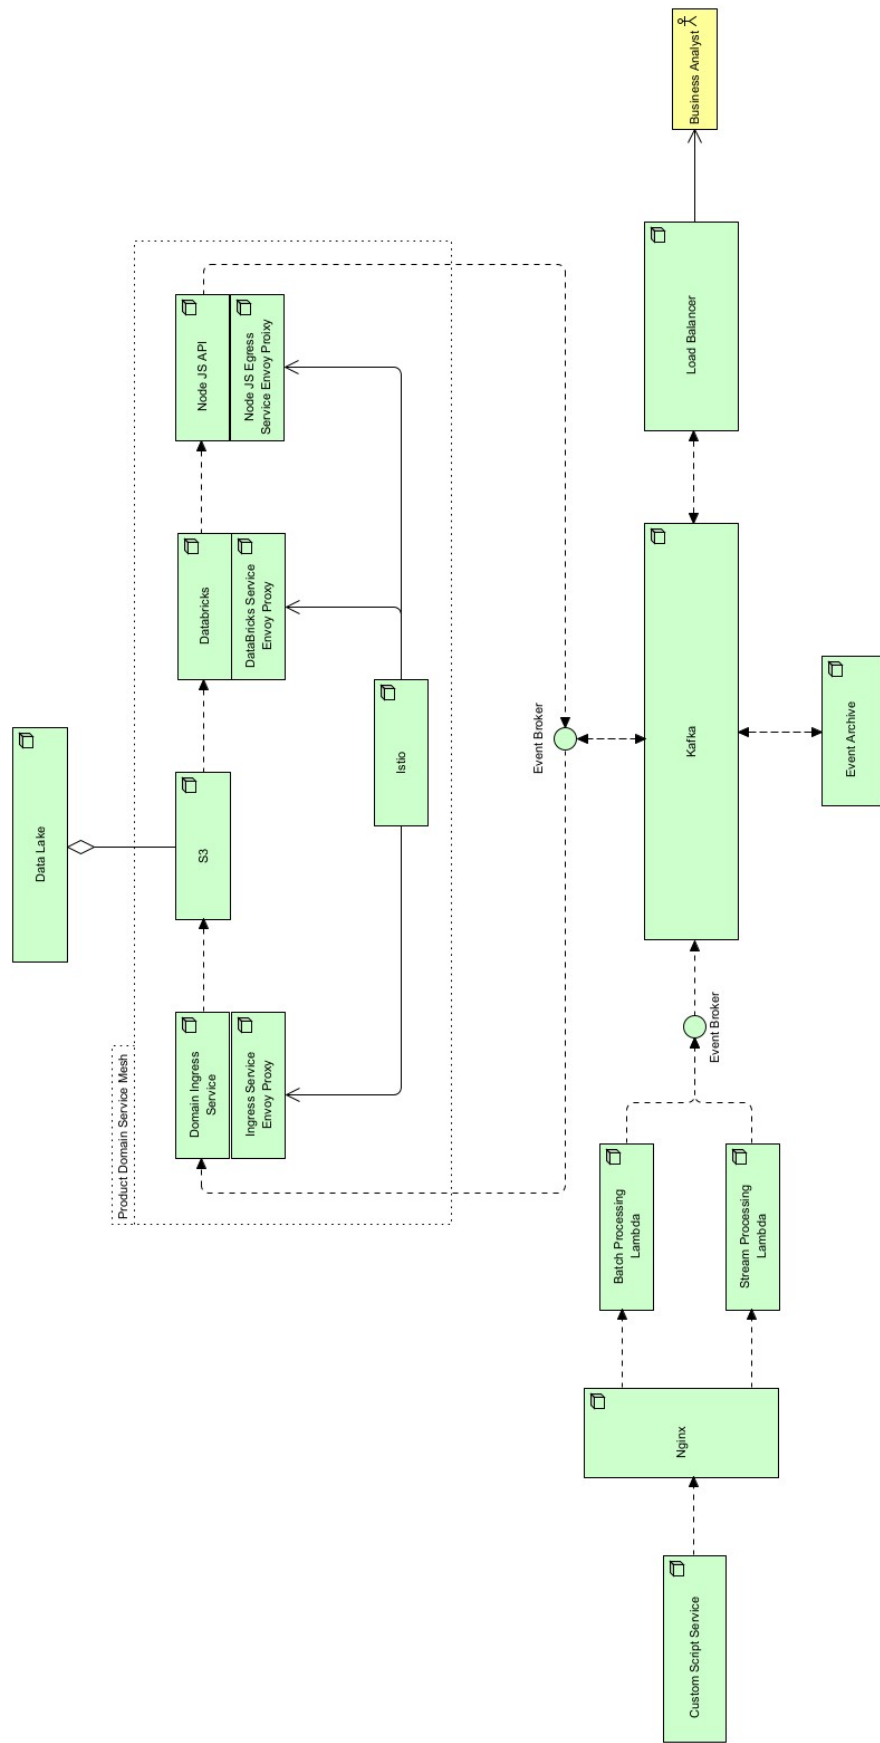 Data Lake
Product Domain Service Mesh
Domain Ingress
Service
Ingress Service
Envoy Proxy
S3
Databricks
DataBricks Service
Envoy Proxy
Node JS API
Node JS Egress
Service Envoy Proixy
Istio
Event Broker
Custom Script Service
Nginx
Batch Processing
Lambda
Stream Processing
Lambda
Event Broker
Kafka
Load Balancer
Business Analyst
Event Archive